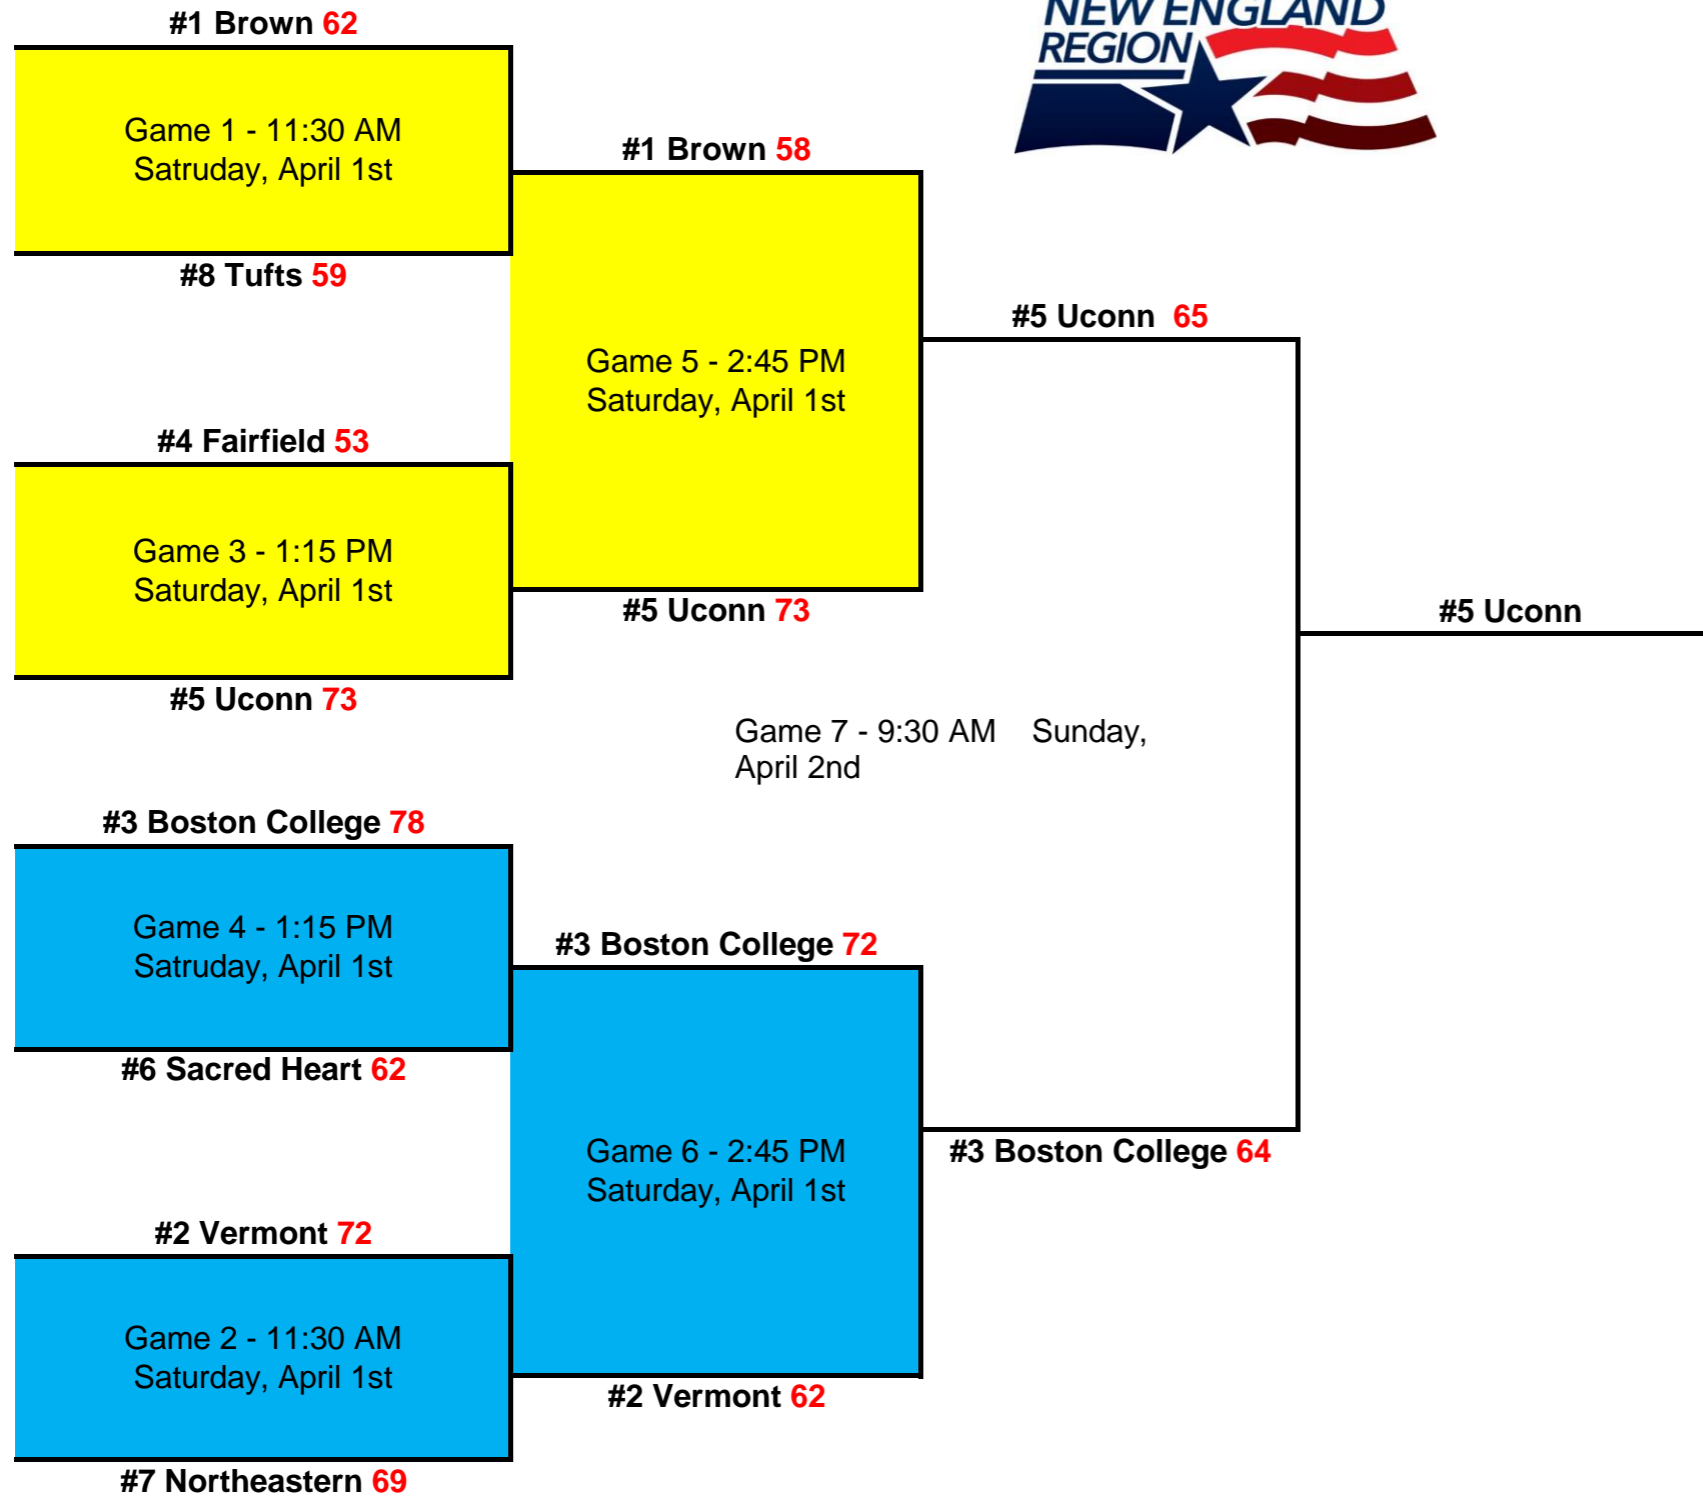 NEW ENGLAND
REGION
#1 Brown 62
Game 1 - 11:30 AM
Satruday, April 1st
#8 Tufts 59
#1 Brown 58
Game 5 - 2:45 PM
Saturday, April 1st
#5 Uconn 73
#4 Fairfield 53
Game 3 - 1:15 PM
Saturday, April 1st
#5 Uconn 73
#5 Uconn  65
#5 Uconn
Game 7 - 9:30 AM    Sunday,
April 2nd
#3 Boston College 78
Game 4 - 1:15 PM
Satruday, April 1st
#6 Sacred Heart 62
#3 Boston College 72
Game 6 - 2:45 PM
Saturday, April 1st
#2 Vermont 62
#3 Boston College 64
#2 Vermont 72
Game 2 - 11:30 AM
Saturday, April 1st
#7 Northeastern 69